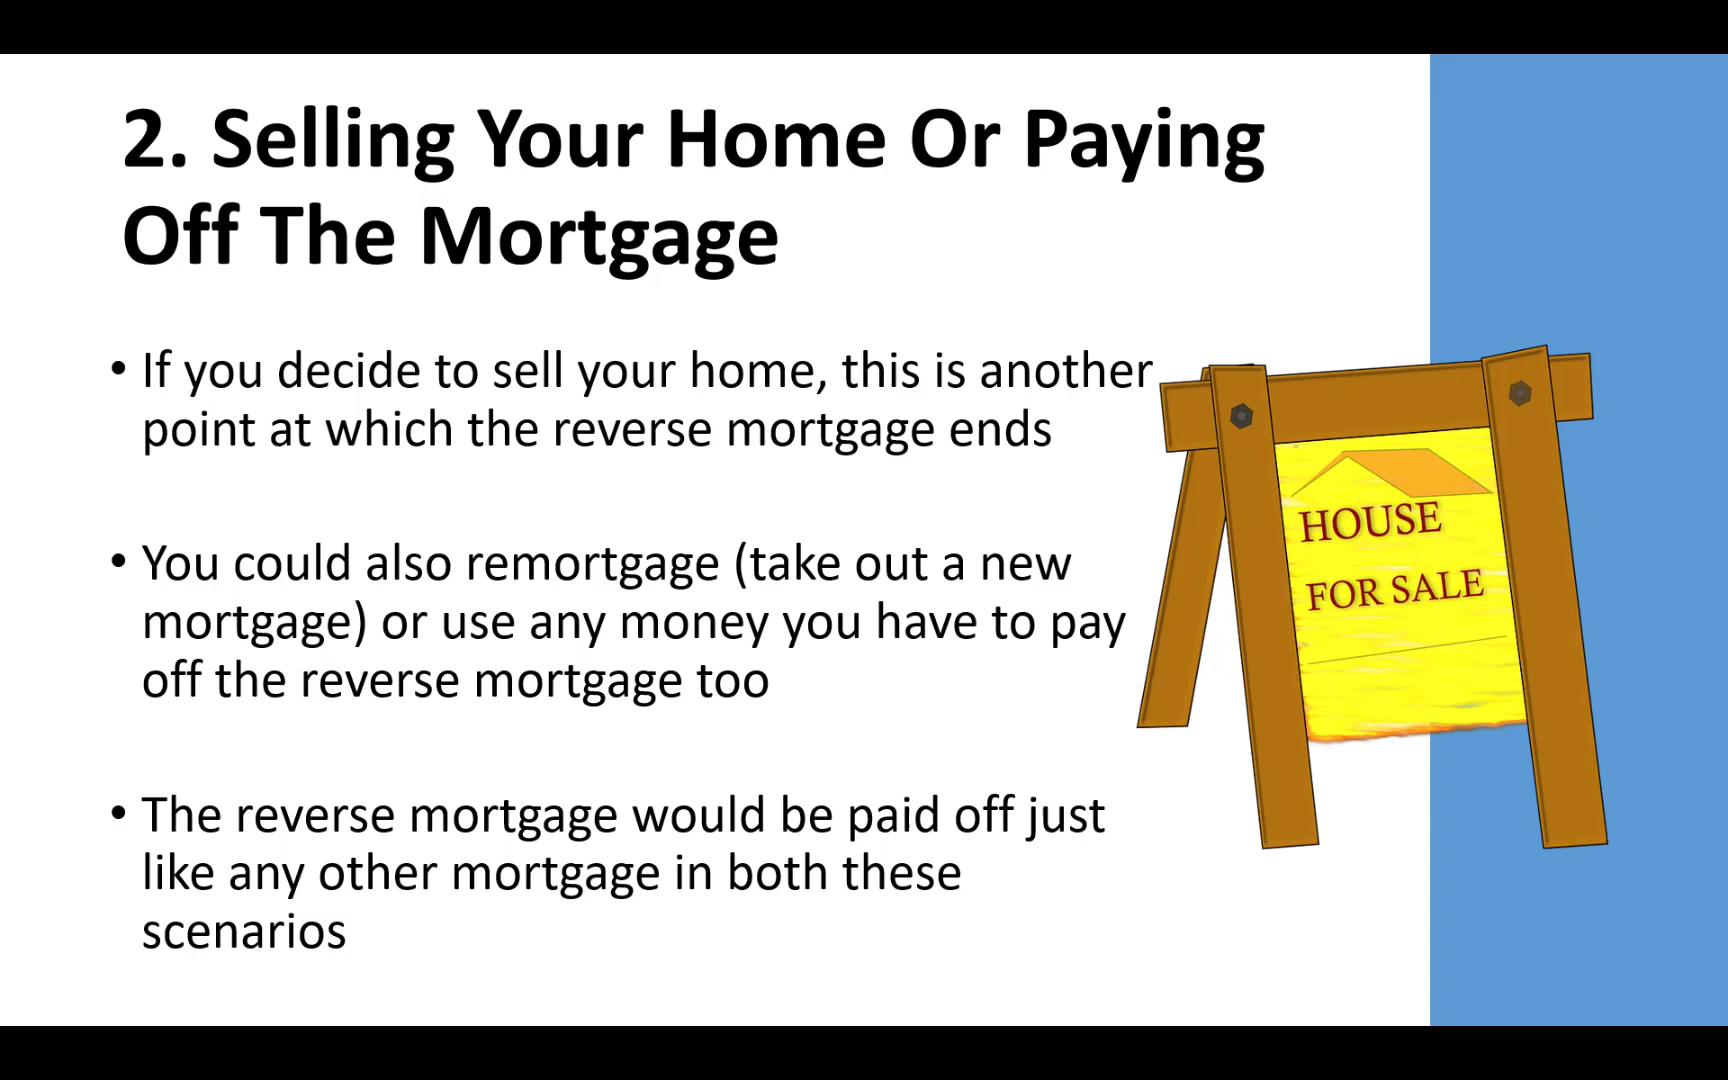 2. Selling Your Home Or Paying
Off The Mortgage
• If you decide to sell your home, this is another
point at which the reverse mortgage ends
• You could also remortgage (take out a new
mortgage) or use any money you have to pay
off the reverse mortgage too
• The reverse mortgage would be paid off just
like any other mortgage in both these
scenarios
HOUSE
FOR SALE